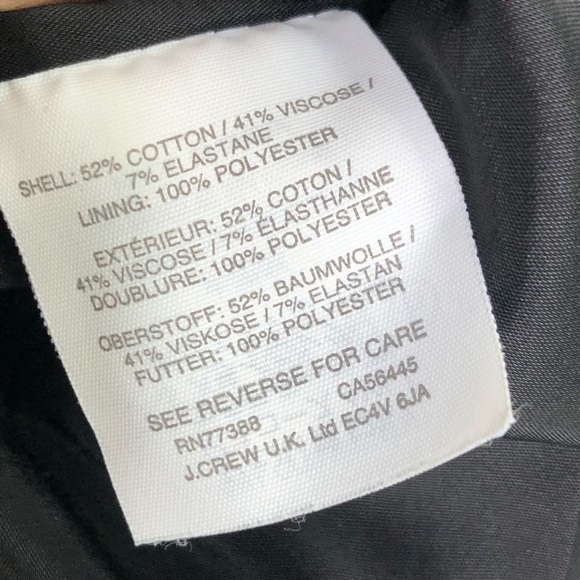 SHELL: 52% COTTON / 41% VISCOSE /
7% ELASTANE
LINING: 100% POLYESTER
EXTÉRIEUR: 52% COTON /
41% VISCOSE / 7% ÉLASTHANNE
DOUBLURE: 100% POLYESTER
OBERSTOFF: 52% BAUMWOLLE /
41% VISKOSE / 7% ELASTAN
FUTTER: 100% POLYESTER
SEE REVERSE FOR CARE
RN77388 CA56445
J.CREW U.K. Ltd EC4V 6JA